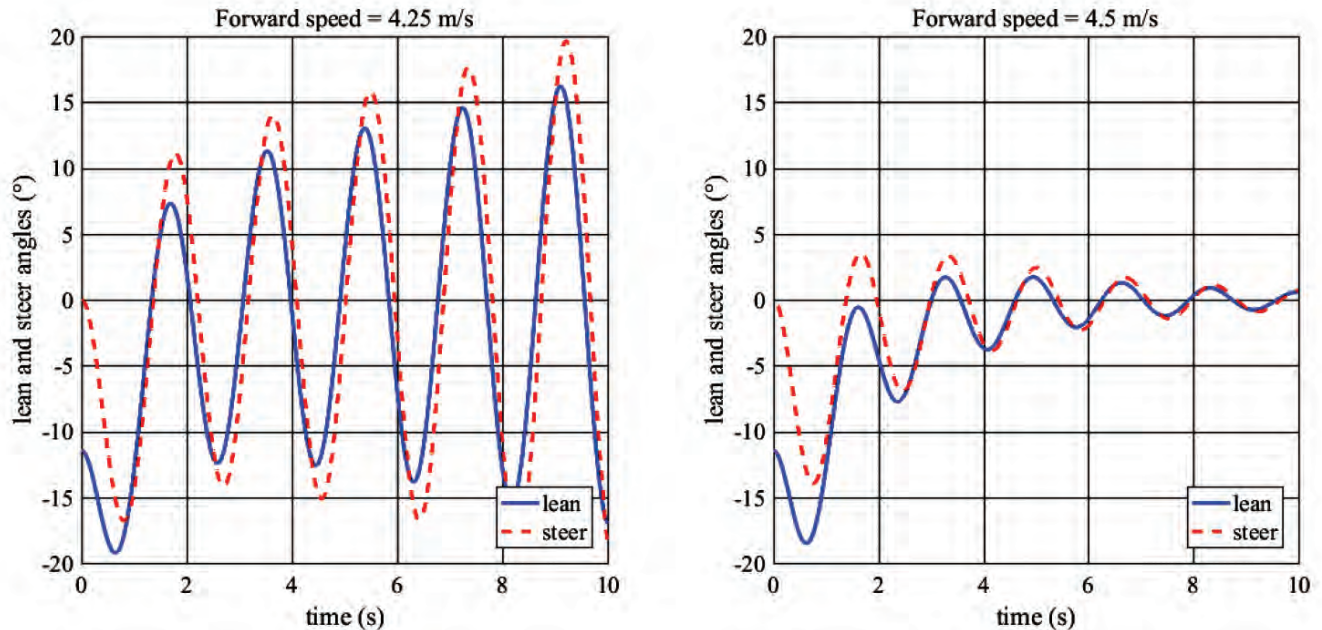 Forward speed = 4.25 m/s
lean and steer angles (°)
20
15
10
5
0
-5
-10
-15
-20
lean
steer
0 2 4 6 8 10
time (s)
Forward speed = 4.5 m/s
lean and steer angles (°)
20
15
10
5
0
-5
-10
-15
-20
lean
steer
0 2 4 6 8 10
time (s)